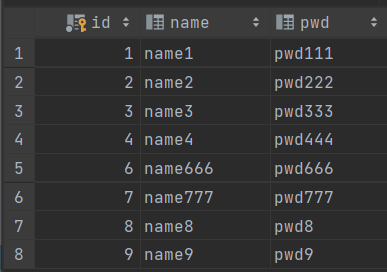 id name pwd
1 1 name1 pwd111
2 2 name2 pwd222
3 3 name3 pwd333
4 4 name4 pwd444
5 6 name666 pwd666
6 7 name777 pwd777
7 8 name8 pwd8
8 9 name9 pwd9